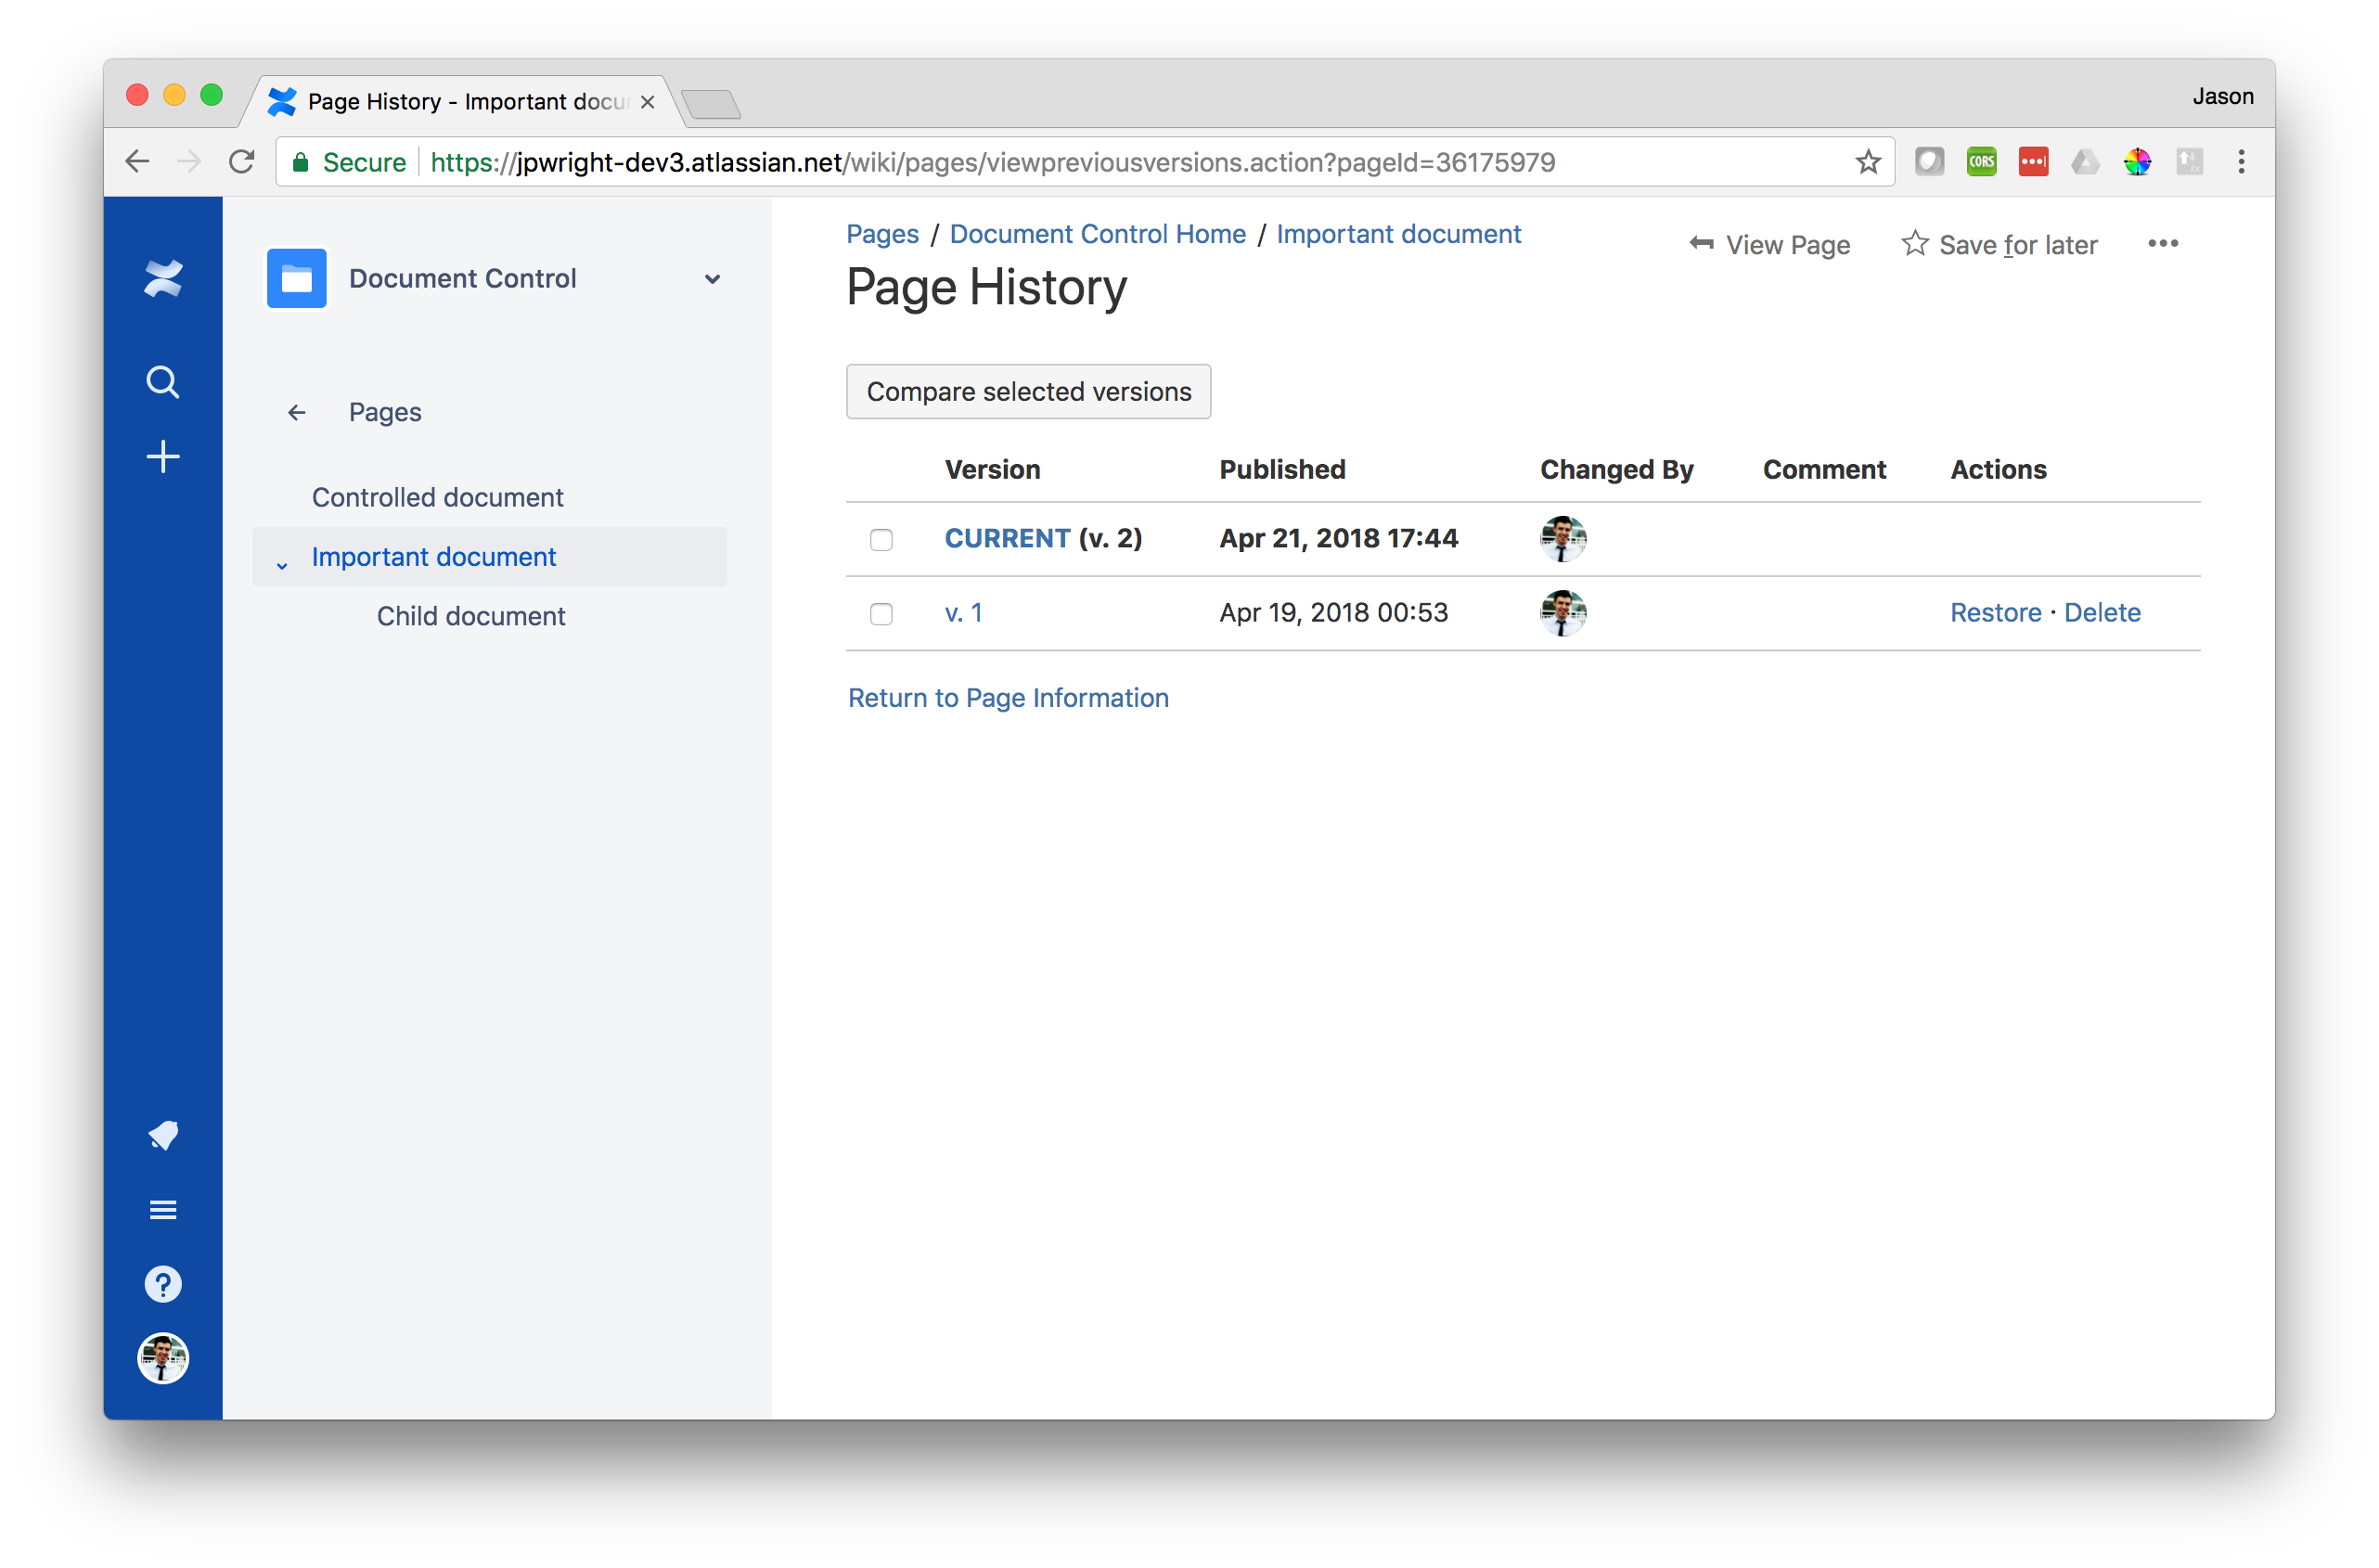 Page History - Important docu
Jason
Secure https://jpwright-dev3.atlassian.net/wiki/pages/viewpreviousversions.action?pageId=36175979
CORS
Document Control
Pages
Controlled document
Important document
Child document
Pages / Document Control Home / Important document
View Page Save for later
Page History
Compare selected versions
Version Published Changed By Comment Actions
CURRENT (v. 2) Apr 21, 2018 17:44
v. 1 Apr 19, 2018 00:53 Restore · Delete
Return to Page Information